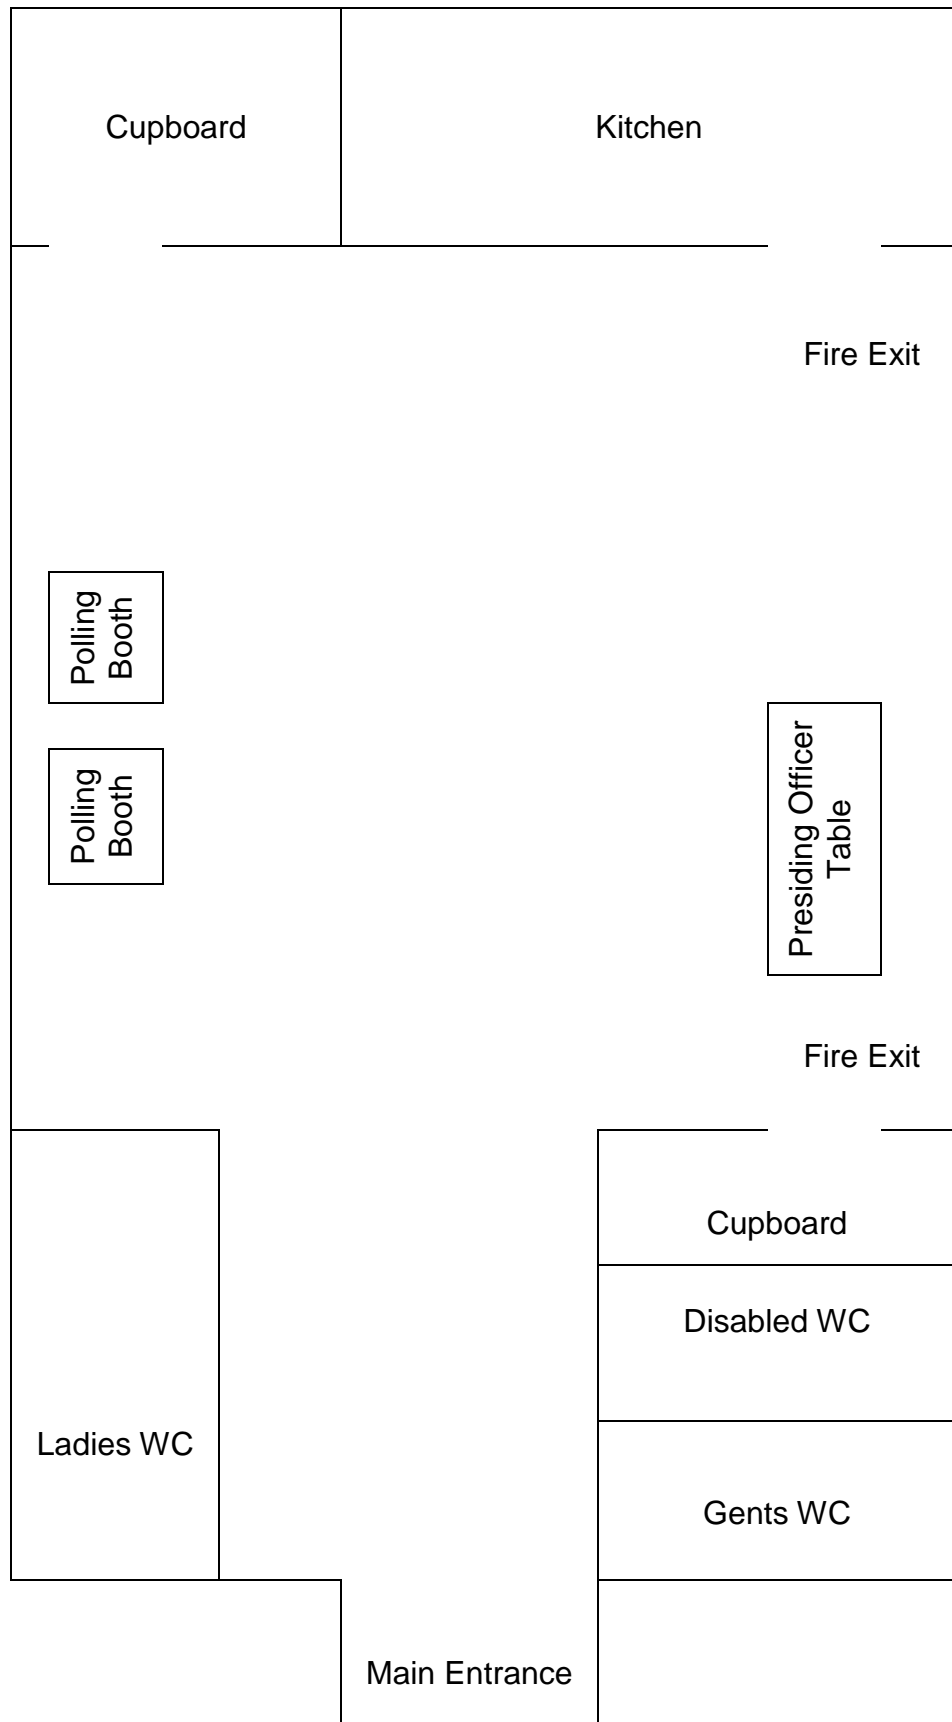 Cupboard
Kitchen
Fire Exit
Polling
Booth
Polling
Booth
Presiding Officer
Table
Fire Exit
Cupboard
Disabled WC
Ladies WC
Gents WC
Main Entrance